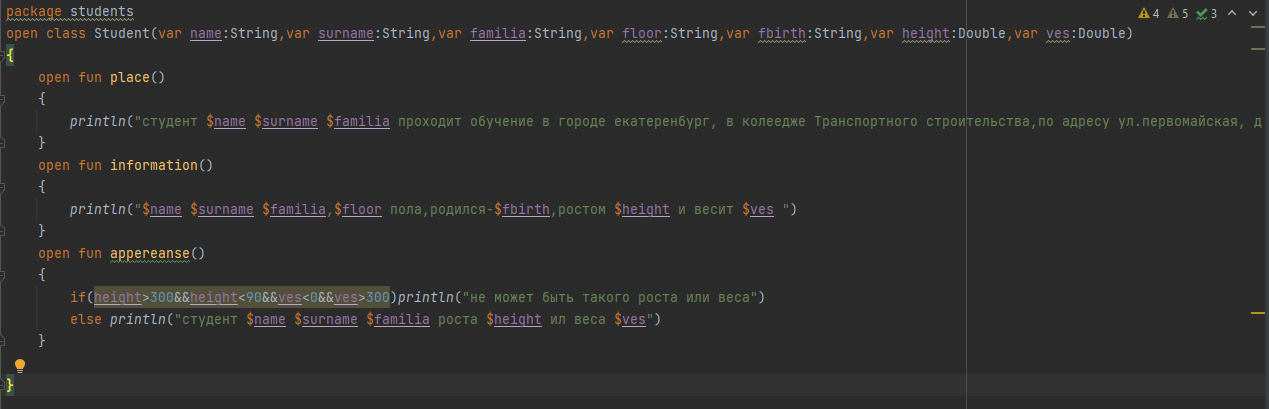 package students
4 5 3
open class Student(var name:String,var surname:String,var familia:String,var floor:String,var fbirth:String,var height:Double,var ves:Double)
{
open fun place()
{
println("студент $name $surname $familia проходит обучение в городе екатеренбург, в колеедже Транспортного строительства,по адресу ул.первомайская, д
}
open fun information()
{
println("$name $surname $familia,$floor пола,родился-$fbirth,ростом $height и весит $ves ")
}
open fun appereanse()
{
if(height>300&&height<90&&ves<0&&ves>300)println("не может быть такого роста или веса")
else println("студент $name $surname $familia роста $height ил веса $ves")
}
}